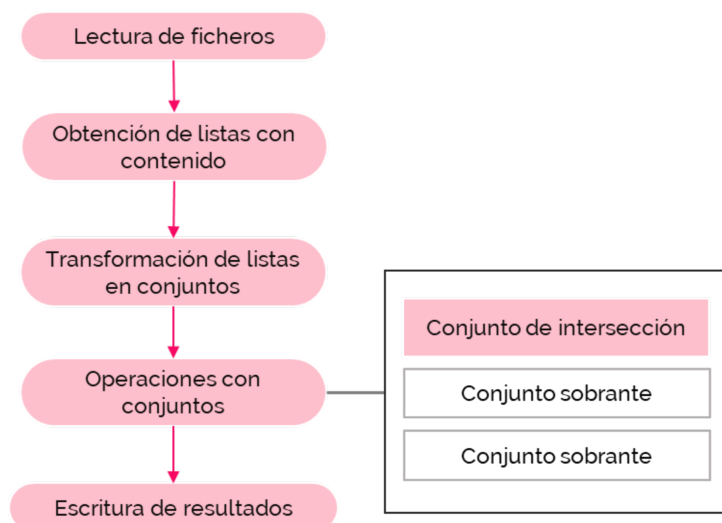 Lectura de ficheros
Obtención de listas con
contenido
Transformación de listas
en conjuntos
Operaciones con
conjuntos
Conjunto de intersección
Conjunto sobrante
Conjunto sobrante
Escritura de resultados